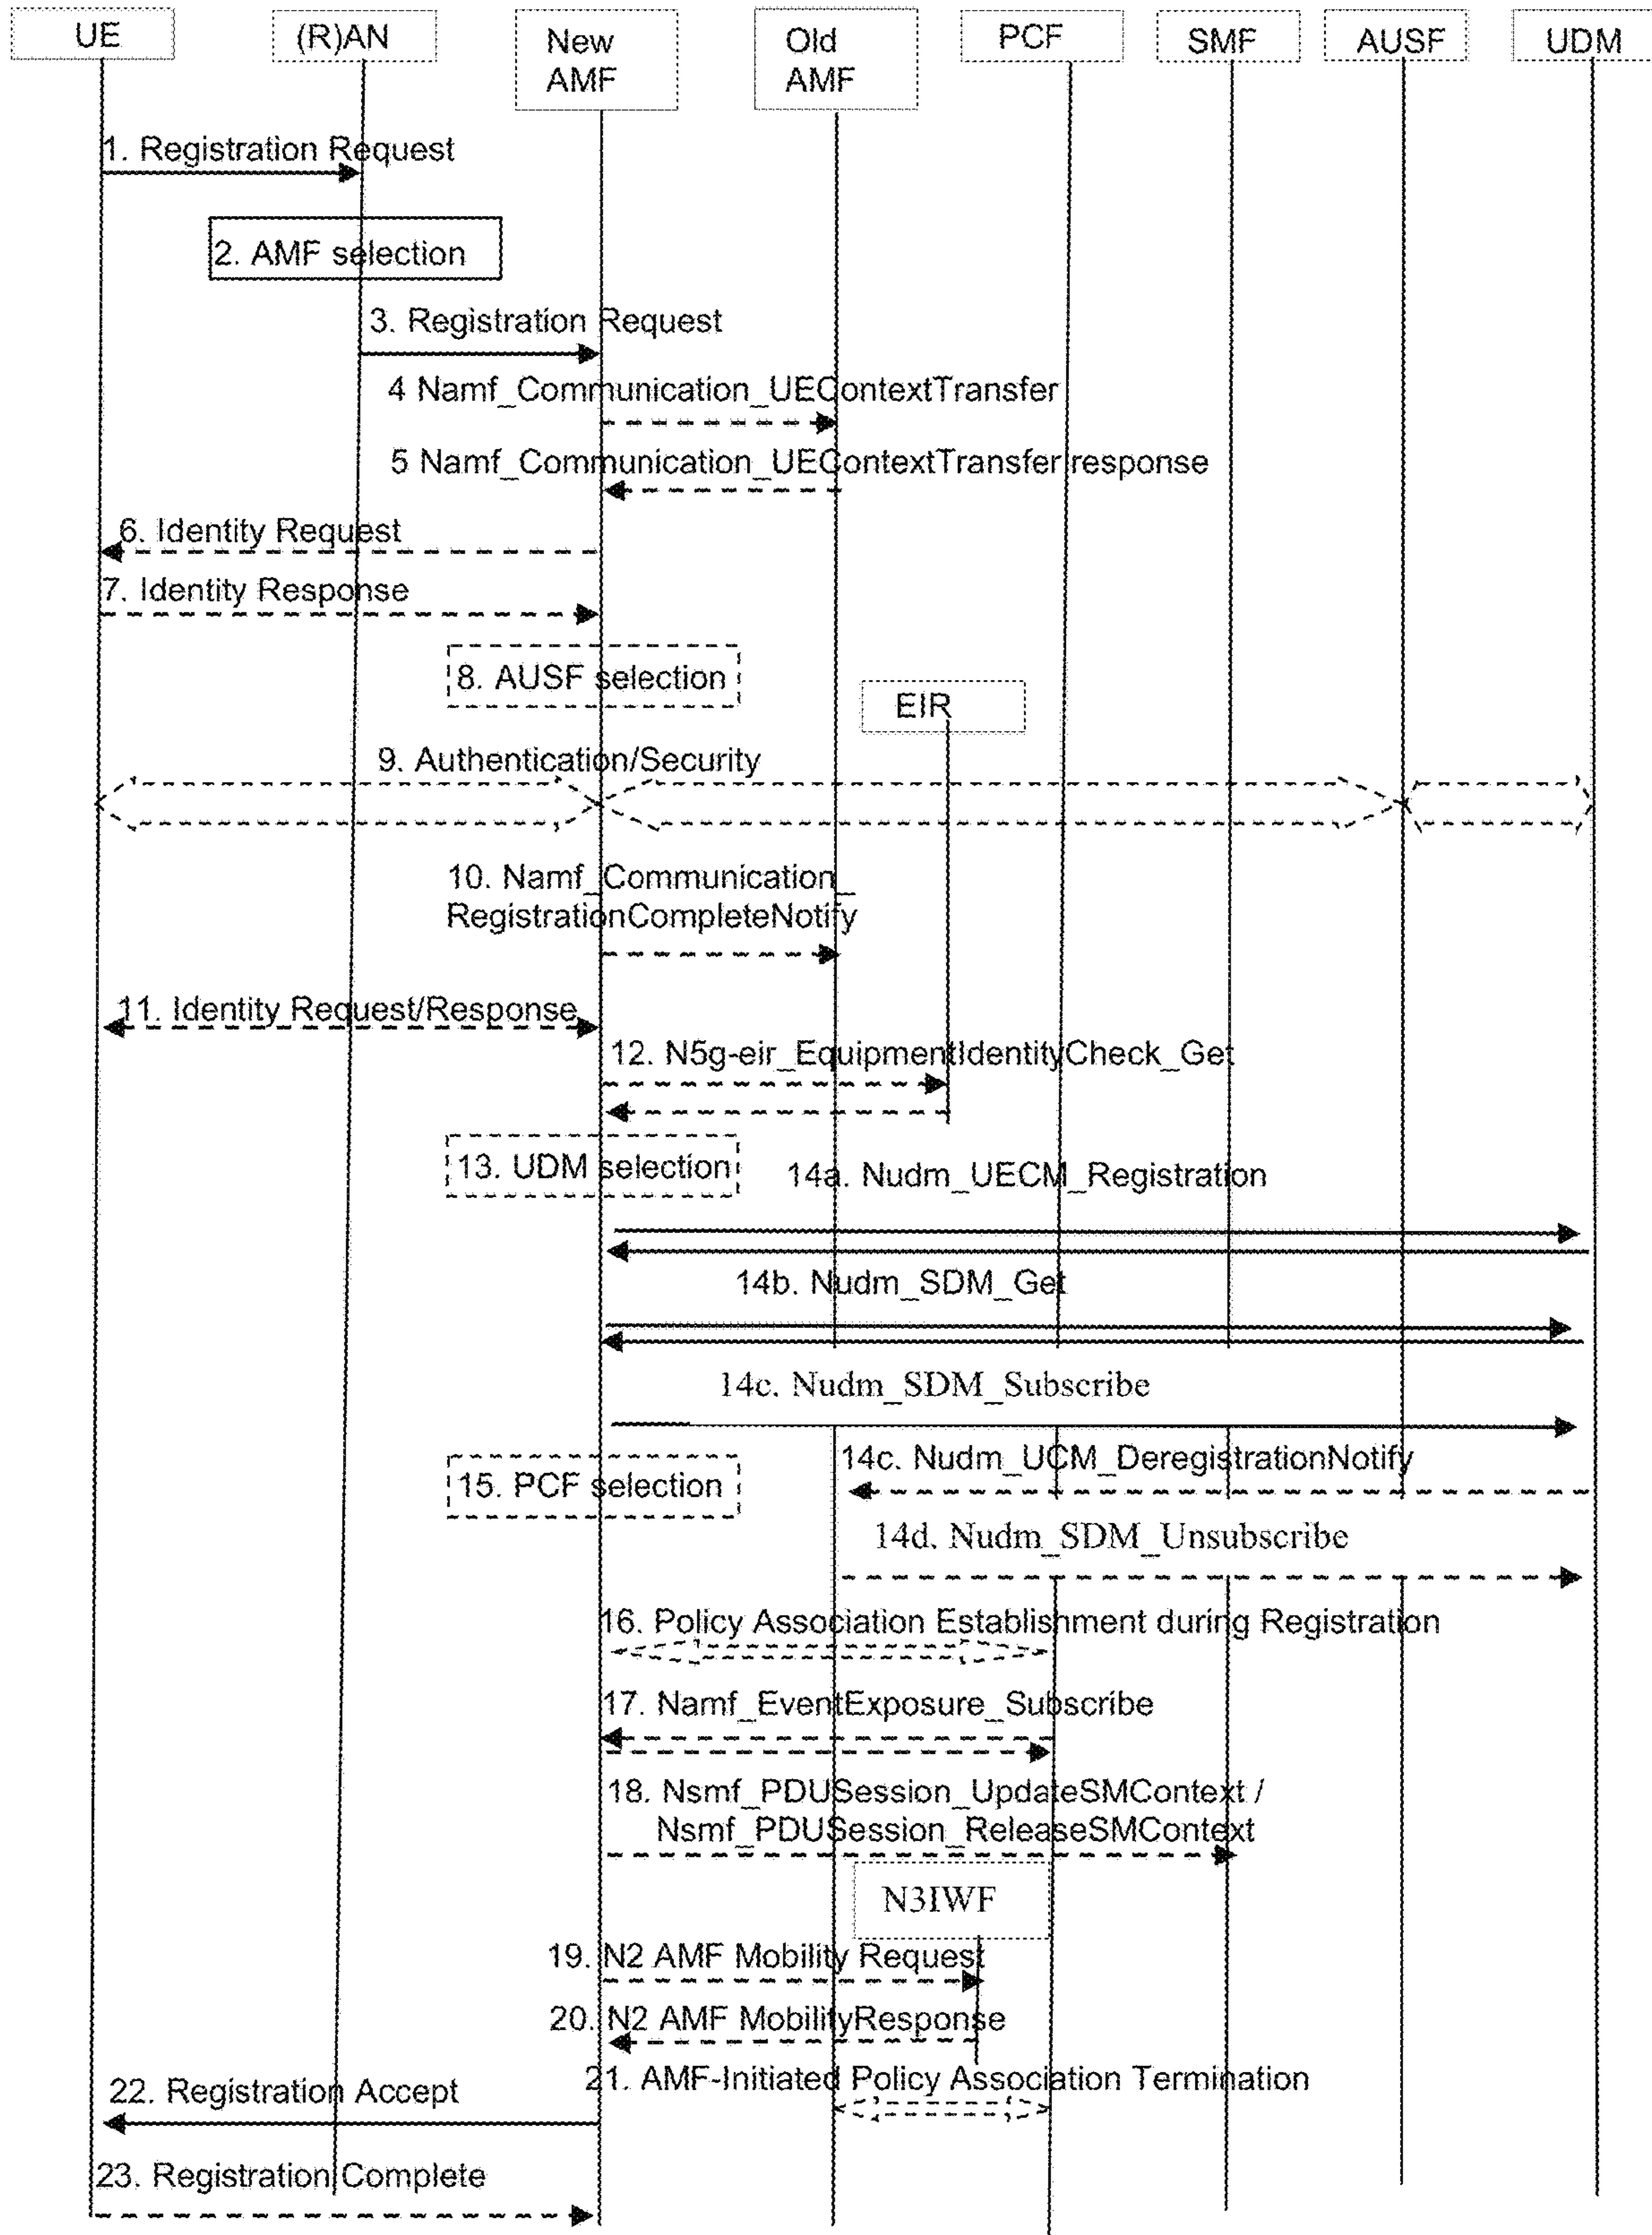 UE
(R)AN
New
AMF
Old
AMF
PCF
SMF
AUSF
UDM
1. Registration Request
2. AMF selection
3. Registration Request
4 Namf_Communication_UEContextTransfer
5 Namf_Communication_UEContextTransfer response
6. Identity Request
7. Identity Response
8. AUSF selection
EIR
9. Authentication/Security
10. Namf_Communication_
RegistrationCompleteNotify
11. Identity Request/Response
12. N5g-eir_EquipmentIdentityCheck_Get
13. UDM selection
14a. Nudm_UECM_Registration
14b. Nudm_SDM_Get
14c. Nudm_SDM_Subscribe
14c. Nudm_UCM_DeregistrationNotify
15. PCF selection
14d. Nudm_SDM_Unsubscribe
16. Policy Association Establishment during Registration
17. Namf_EventExposure_Subscribe
18. Nsmf_PDUSession_UpdateSMContext /
Nsmf_PDUSession_ReleaseSMContext
N3IWF
19. N2 AMF Mobility Request
20. N2 AMF MobilityResponse
21. AMF-Initiated Policy Association Termination
22. Registration Accept
23. Registration Complete